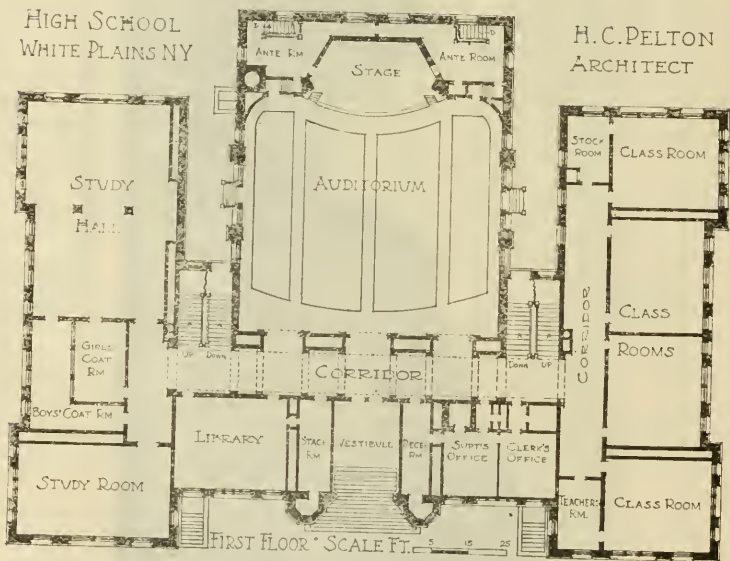 HIGH SCHOOL
WHITE PLAINS NY
H.C. PELTON
ARCHITECT
D
ANTE RM
STAGE
ANTE ROOM
D
STOCK
ROOM
CLASS ROOM
STUDY
HALL
AUDITORIUM
CLASS
ROOMS
CORRIDOR
GIRLS
COAT
RM
UP
DOWN
CORRIDOR
DOWN
UP
BOYS' COAT RM
LIBRARY
STACK
RM
VESTIBULE
RECEP.
RM
SUPT'S
OFFICE
CLERK'S
OFFICE
STUDY ROOM
TEACHERS
RM.
CLASS ROOM
FIRST FLOOR • SCALE FT.
5 15 25